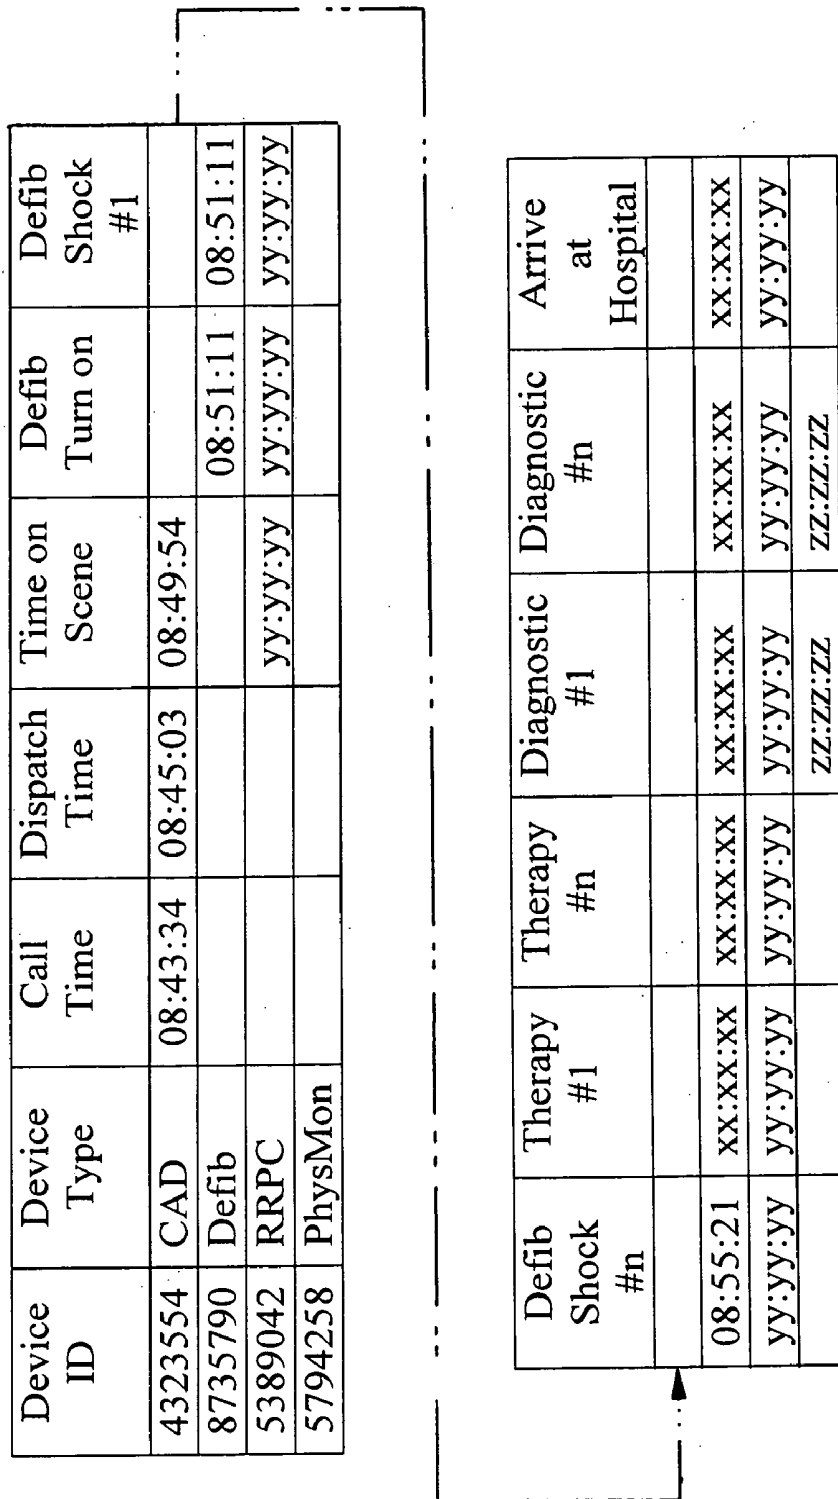 Device ID | Device Type | Call Time | Dispatch Time | Time on Scene | Defib Turn on | Defib Shock #1
4323554 | CAD | 08:43:34 | 08:45:03 | 08:49:54 | |
8735790 | Defib | | | | 08:51:11 | 08:51:11
5389042 | RRPC | | | yy:yy:yy | yy:yy:yy | yy:yy:yy
5794258 | PhysMon | | | | |
Defib Shock #n | Therapy #1 | Therapy #n | Diagnostic #1 | Diagnostic #n | Arrive at Hospital
08:55:21 | xx:xx:xx | xx:xx:xx | xx:xx:xx | xx:xx:xx | xx:xx:xx
yy:yy:yy | yy:yy:yy | yy:yy:yy | yy:yy:yy | yy:yy:yy | yy:yy:yy
| | | zz:zz:zz | zz:zz:zz |